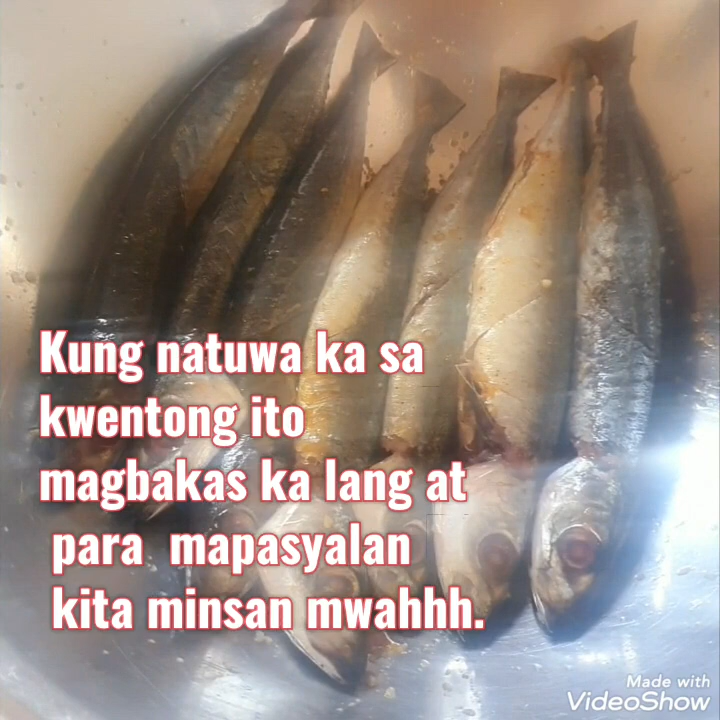 Kung natuwa ka sa
kwentong ito
magbakas ka lang at
para mapasyalan
kita minsan mwahhh.
Made with
VideoShow